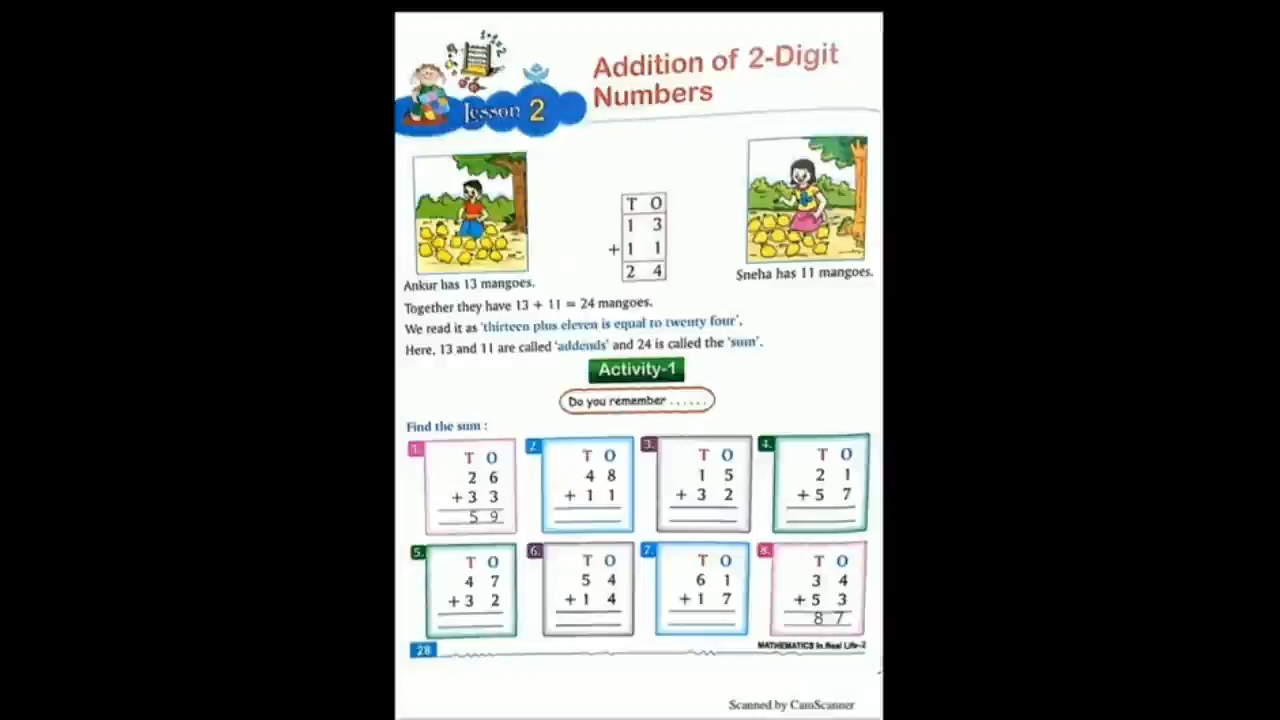 Lesson 2
Addition of 2-Digit
Numbers
T O
1 3
+ 1 1
2 4
Ankur has 13 mangoes.
Sneha has 11 mangoes.
Together they have 13 + 11 = 24 mangoes.
We read it as 'thirteen plus eleven is equal to twenty four'.
Here, 13 and 11 are called 'addends' and 24 is called the 'sum'.
Activity-1
Do you remember ......
Find the sum :
1.
T O
2 6
+ 3 3
5 9
2.
T O
4 8
+ 1 1
3.
T O
1 5
+ 3 2
4.
T O
2 1
+ 5 7
5.
T O
4 7
+ 3 2
6.
T O
5 4
+ 1 4
7.
T O
6 1
+ 1 7
8.
T O
3 4
+ 5 3
8 7
28
MATHEMATICS In Real Life-2
Scanned by CamScanner